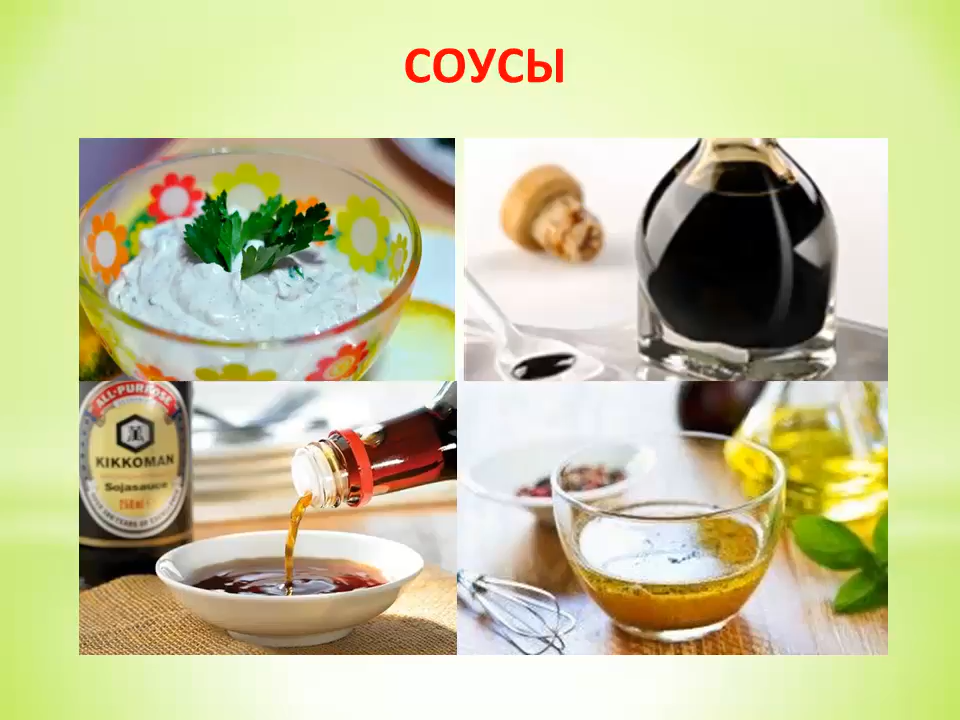 СОУСЫ
ALL-PURPOSE
KIKKOMAN
Sojasauce